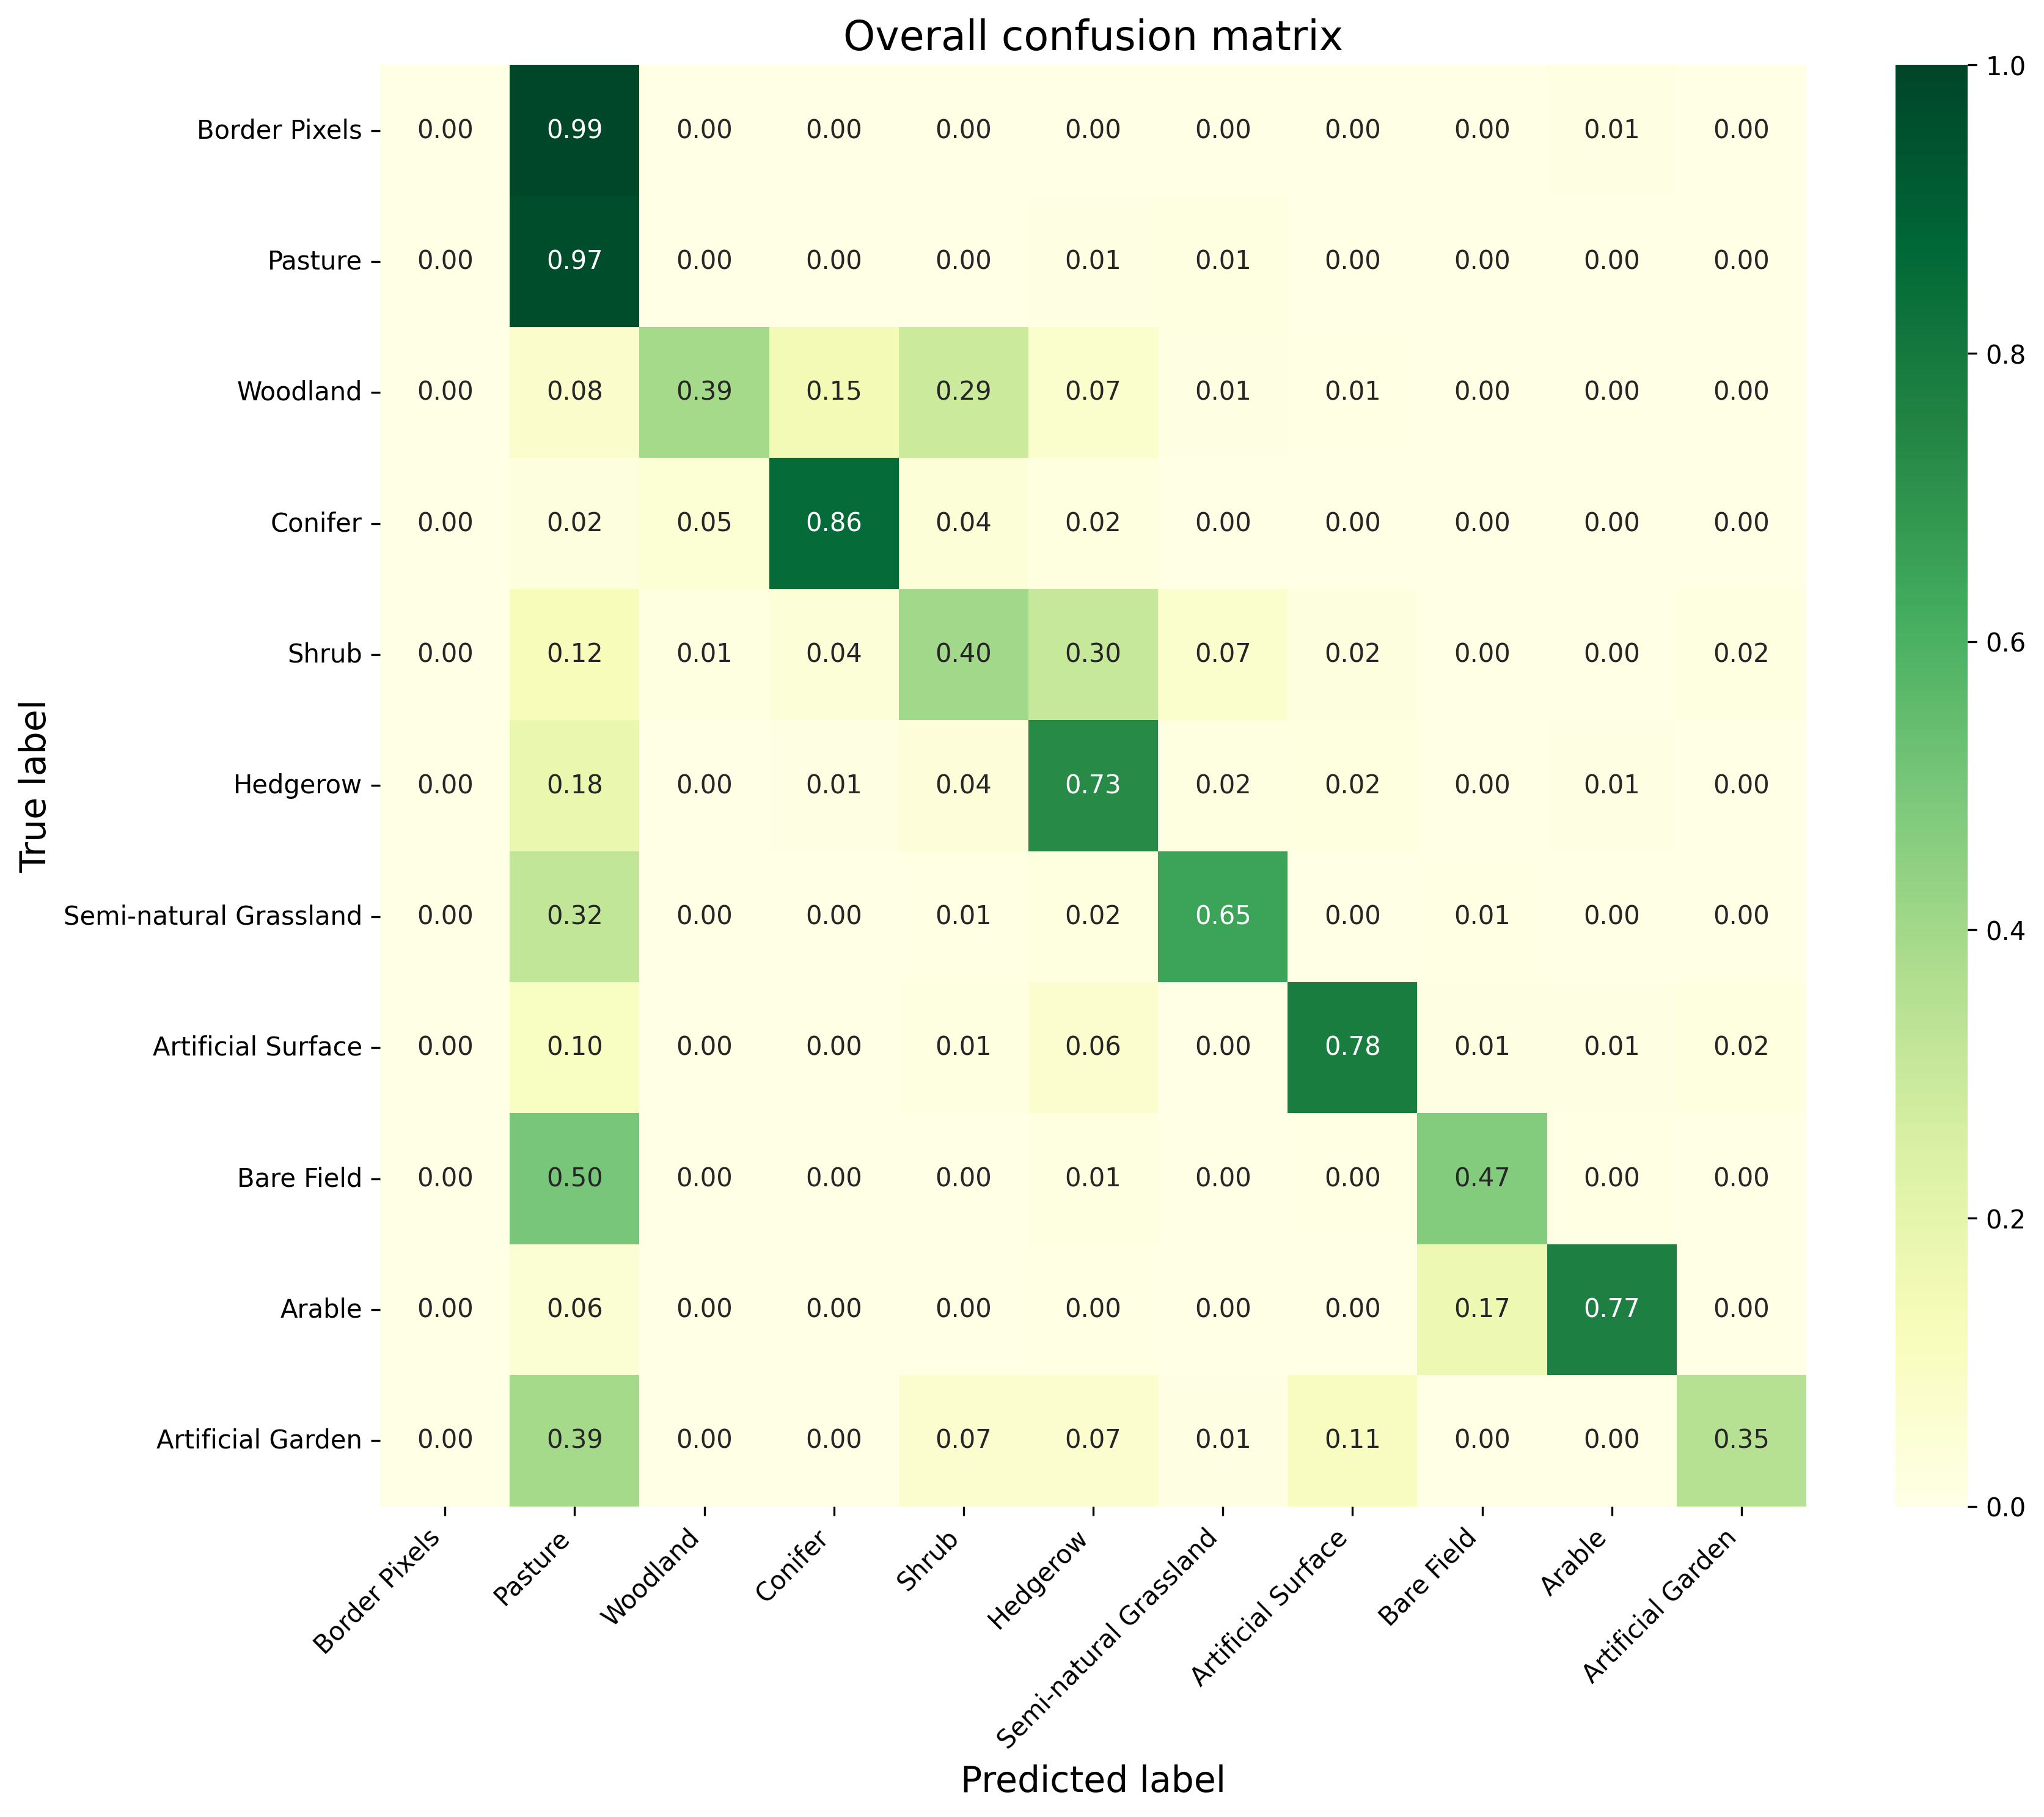 Overall confusion matrix
True label
Border Pixels 0.00 0.99 0.00 0.00 0.00 0.00 0.00 0.00 0.00 0.01 0.00
Pasture 0.00 0.97 0.00 0.00 0.00 0.01 0.01 0.00 0.00 0.00 0.00
Woodland 0.00 0.08 0.39 0.15 0.29 0.07 0.01 0.01 0.00 0.00 0.00
Conifer 0.00 0.02 0.05 0.86 0.04 0.02 0.00 0.00 0.00 0.00 0.00
Shrub 0.00 0.12 0.01 0.04 0.40 0.30 0.07 0.02 0.00 0.00 0.02
Hedgerow 0.00 0.18 0.00 0.01 0.04 0.73 0.02 0.02 0.00 0.01 0.00
Semi-natural Grassland 0.00 0.32 0.00 0.00 0.01 0.02 0.65 0.00 0.01 0.00 0.00
Artificial Surface 0.00 0.10 0.00 0.00 0.01 0.06 0.00 0.78 0.01 0.01 0.02
Bare Field 0.00 0.50 0.00 0.00 0.00 0.01 0.00 0.00 0.47 0.00 0.00
Arable 0.00 0.06 0.00 0.00 0.00 0.00 0.00 0.00 0.17 0.77 0.00
Artificial Garden 0.00 0.39 0.00 0.00 0.07 0.07 0.01 0.11 0.00 0.00 0.35
Border Pixels
Pasture
Woodland
Conifer
Shrub
Hedgerow
Semi-natural Grassland
Artificial Surface
Bare Field
Arable
Artificial Garden
Predicted label
1.0
0.8
0.6
0.4
0.2
0.0